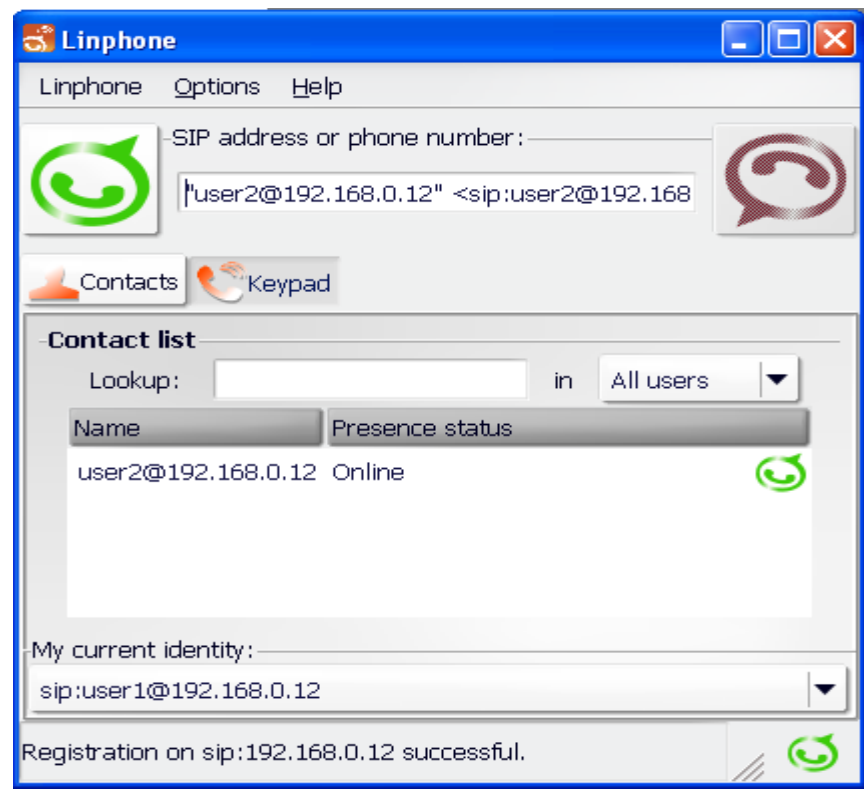 Linphone
Linphone Options Help
SIP address or phone number:
"user2@192.168.0.12" <sip:user2@192.168
Contacts Keypad
Contact list
Lookup: in All users
Name Presence status
user2@192.168.0.12 Online
My current identity:
sip:user1@192.168.0.12
Registration on sip:192.168.0.12 successful.